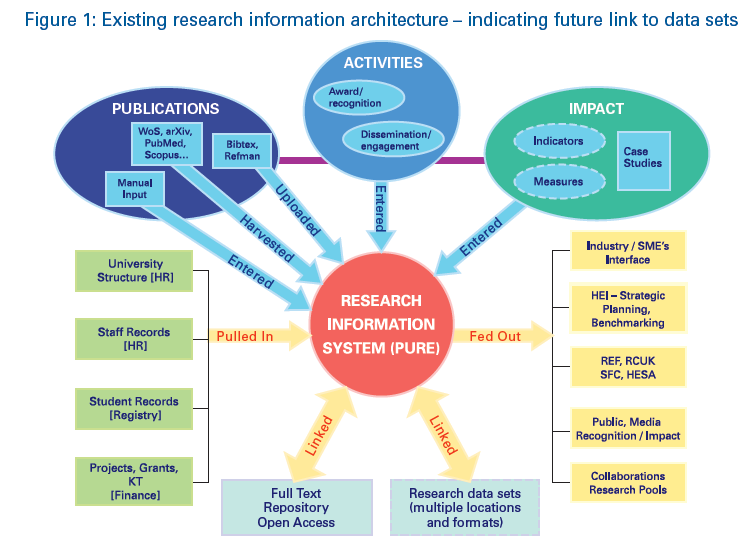 Figure 1: Existing research information architecture – indicating future link to data sets
ACTIVITIES
Award/
recognition
Dissemination/
engagement
PUBLICATIONS
WoS, arXiv,
PubMed,
Scopus...
Bibtex,
Refman
Manual
Input
IMPACT
Indicators
Measures
Case
Studies
Uploaded
Harvested
Entered
Entered
Entered
University
Structure [HR]
Staff Records
[HR]
Student Records
[Registry]
Projects, Grants,
KT
[Finance]
Pulled In
RESEARCH
INFORMATION
SYSTEM (PURE)
Fed Out
Industry / SME's
Interface
HEI – Strategic
Planning,
Benchmarking
REF, RCUK
SFC, HESA
Public, Media
Recognition / Impact
Collaborations
Research Pools
Linked
Linked
Full Text
Repository
Open Access
Research data sets
(multiple locations
and formats)